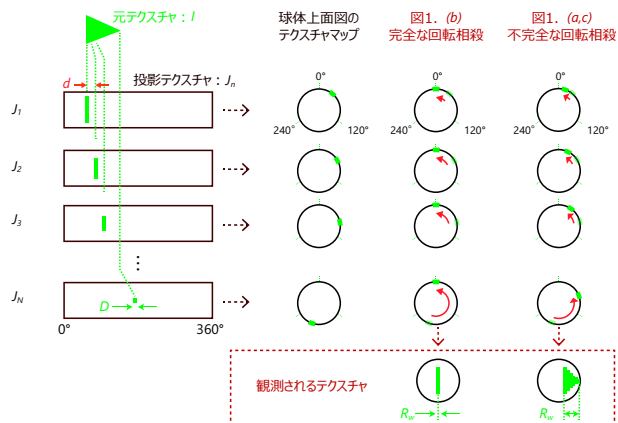 元テクスチャ：I
球体上面図の
テクスチャマップ
図1. (b)
完全な回転相殺
図1. (a,c)
不完全な回転相殺
d
投影テクスチャ：Jn
0°
0°
0°
J1
240°
120°
240°
120°
J2
J3
⋮
JN
D
0°
360°
観測されるテクスチャ
Rw
Rw